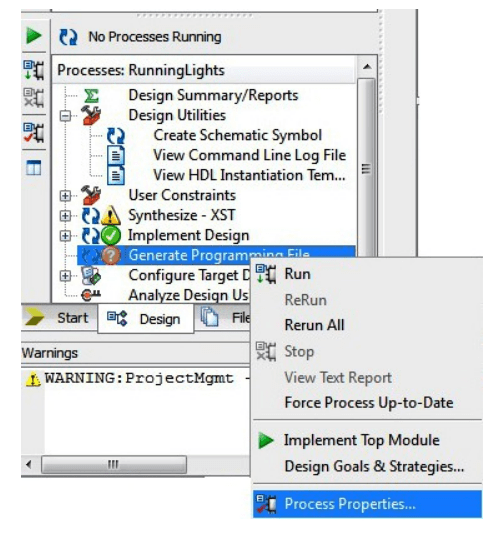 No Processes Running
Processes: RunningLights
Design Summary/Reports
Design Utilities
Create Schematic Symbol
View Command Line Log File
View HDL Instantiation Tem...
User Constraints
Synthesize - XST
Implement Design
Generate Programming File
Configure Target D
Analyze Design Us
Run
ReRun
Rerun All
Stop
View Text Report
Force Process Up-to-Date
Implement Top Module
Design Goals & Strategies...
Process Properties...
Start
Design
File
Warnings
WARNING:ProjectMgmt -